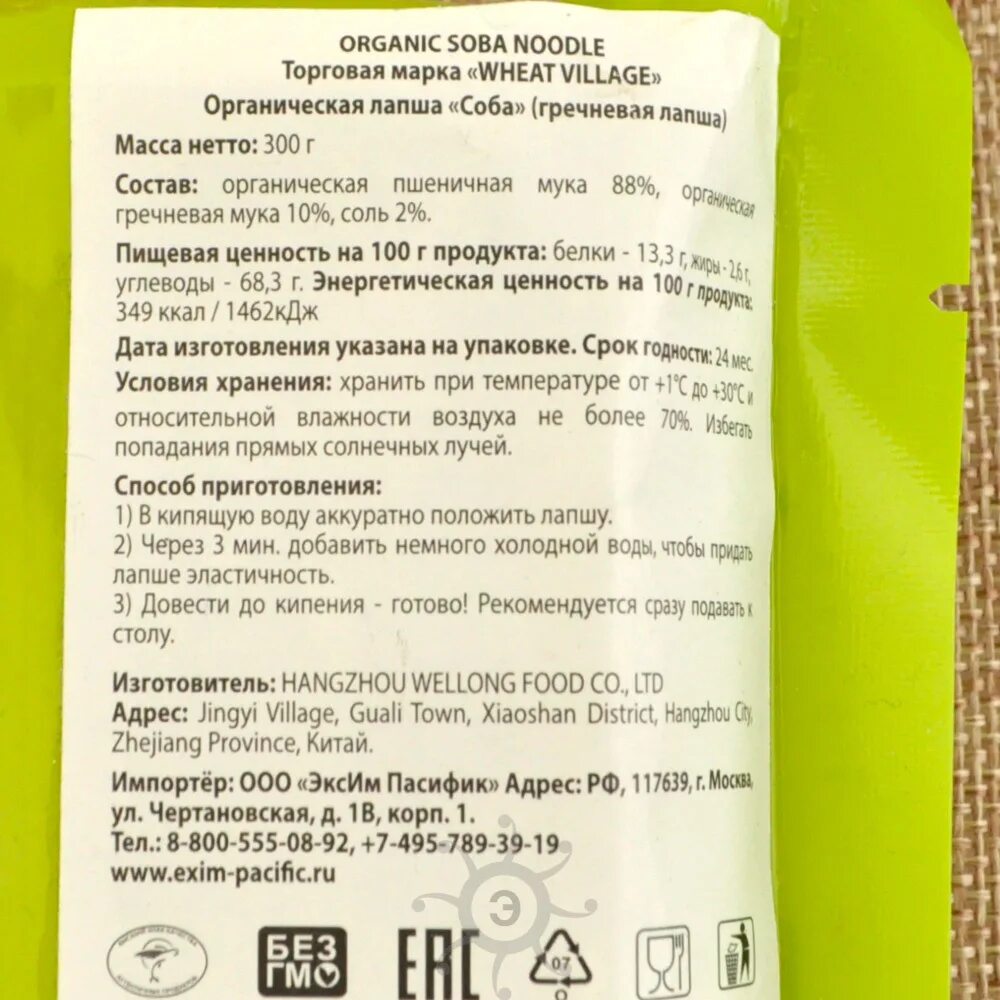 ORGANIC SOBA NOODLE
Торговая марка «WHEAT VILLAGE»
Органическая лапша «Соба» (гречневая лапша)
Масса нетто: 300 г
Состав: органическая пшеничная мука 88%, органическая
гречневая мука 10%, соль 2%.
Пищевая ценность на 100 г продукта: белки - 13,3 г, жиры - 2,6 г,
углеводы - 68,3 г. Энергетическая ценность на 100 г продукта:
349 ккал / 1462кДж
Дата изготовления указана на упаковке. Срок годности: 24 мес.
Условия хранения: хранить при температуре от +1°C до +30°C и
относительной влажности воздуха не более 70%. Избегать
попадания прямых солнечных лучей.
Способ приготовления:
1) В кипящую воду аккуратно положить лапшу.
2) Через 3 мин. добавить немного холодной воды, чтобы придать
лапше эластичность.
3) Довести до кипения - готово! Рекомендуется сразу подавать к
столу.
Изготовитель: HANGZHOU WELLONG FOOD CO., LTD
Адрес: Jingyi Village, Guali Town, Xiaoshan District, Hangzhou City,
Zhejiang Province, Китай.
Импортёр: ООО «ЭксИм Пасифик» Адрес: РФ, 117639, г. Москва,
ул. Чертановская, д. 1В, корп. 1.
Тел.: 8-800-555-08-92, +7-495-789-39-19
www.exim-pacific.ru
Э
БЕЗ
ГМО
EAC
07